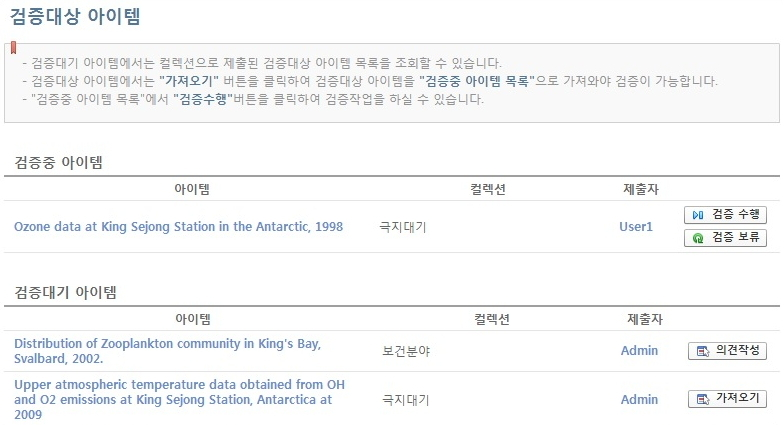 검증대상 아이템
- 검증대기 아이템에서는 컬렉션으로 제출된 검증대상 아이템 목록을 조회할 수 있습니다.
- 검증대상 아이템에서는 "가져오기" 버튼을 클릭하여 검증대상 아이템을 "검증중 아이템 목록"으로 가져와야 검증이 가능합니다.
- "검증중 아이템 목록"에서 "검증수행"버튼을 클릭하여 검증작업을 하실 수 있습니다.
검증중 아이템
아이템 컬렉션 제출자
Ozone data at King Sejong Station in the Antarctic, 1998 극지대기 User1 검증 수행
검증 보류
검증대기 아이템
아이템 컬렉션 제출자
Distribution of Zooplankton community in King's Bay,
Svalbard, 2002. 보건분야 Admin 의견작성
Upper atmospheric temperature data obtained from OH
and O2 emissions at King Sejong Station, Antarctica at 극지대기 Admin 가져오기
2009